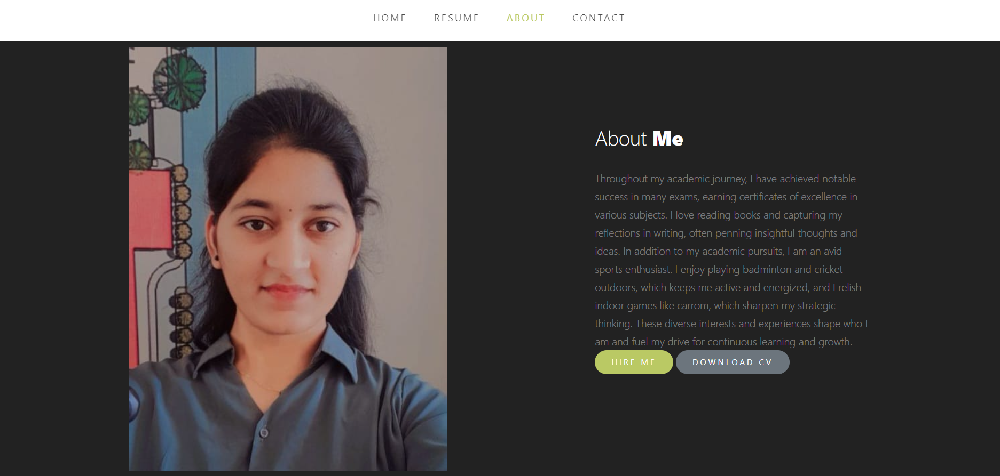 HOME RESUME ABOUT CONTACT
About Me
Throughout my academic journey, I have achieved notable
success in many exams, earning certificates of excellence in
various subjects. I love reading books and capturing my
reflections in writing, often penning insightful thoughts and
ideas. In addition to my academic pursuits, I am an avid
sports enthusiast. I enjoy playing badminton and cricket
outdoors, which keeps me active and energized, and I relish
indoor games like carrom, which sharpen my strategic
thinking. These diverse interests and experiences shape who I
am and fuel my drive for continuous learning and growth.
HIRE ME DOWNLOAD CV